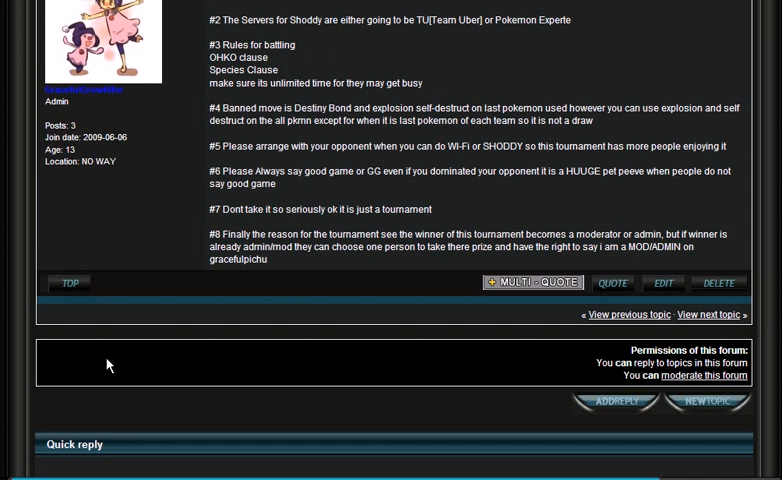 #2 The Servers for Shoddy are either going to be TU[Team Uber] or Pokemon Experte
#3 Rules for battling
OHKO clause
Species Clause
make sure its unlimited time for they may get busy
Admin
#4 Banned move is Destiny Bond and explosion self-destruct on last pokemon used however you can use explosion and self
destruct on the all pkmn except for when it is last pokemon of each team so it is not a draw
Posts: 3
Join date: 2009-06-06
Age: 13
Location: NO WAY
#5 Please arrange with your opponent when you can do WI-Fi or SHODDY so this tournament has more people enjoying it
#6 Please Always say good game or GG even if you dominated your opponent it is a HUUGE pet peeve when people do not
say good game
#7 Dont take it so seriously ok it is just a tournament
#8 Finally the reason for the tournament see the winner of this tournament becomes a moderator or admin, but if winner is
already admin/mod they can choose one person to take there prize and have the right to say i am a MOD/ADMIN on
gracefulpichu
TOP
MULTI - QUOTE
QUOTE
EDIT
DELETE
« View previous topic · View next topic »
Permissions of this forum:
You can reply to topics in this forum
You can moderate this forum
ADDREPLY
NEWTOPIC
Quick reply